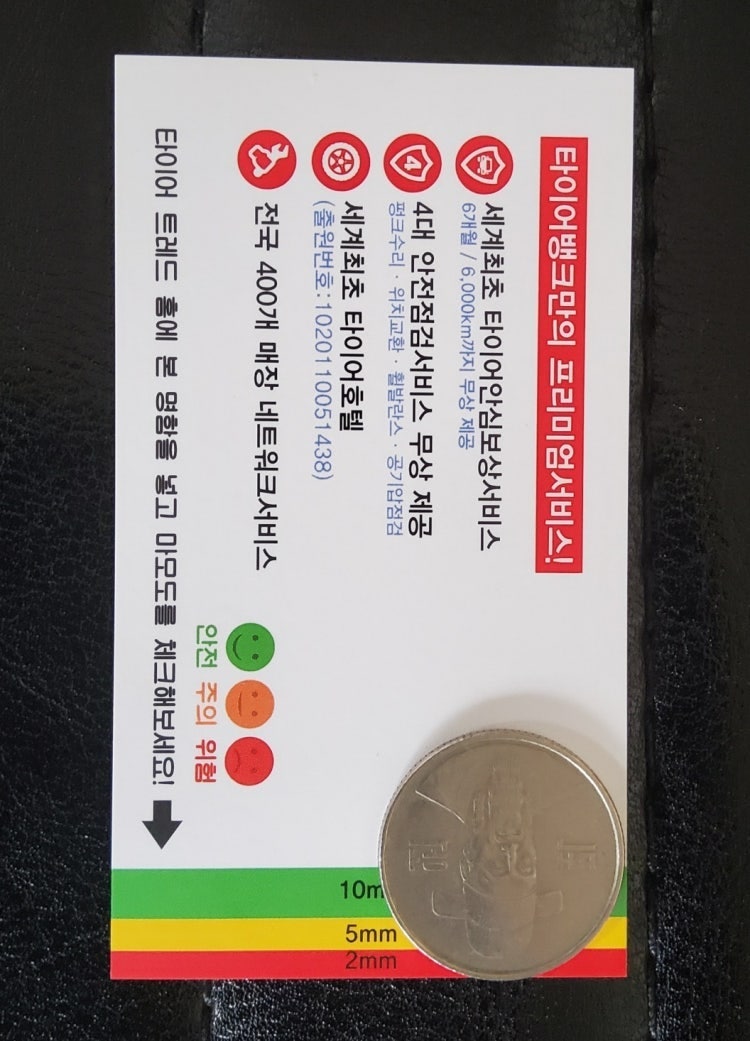 타이어뱅크만의 프리미엄서비스!
세계최초 타이어안심보상서비스
6개월 / 6,000km까지 무상 제공
4
4대 안전점검서비스 무상 제공
펑크수리 · 위치교환 · 휠발란스 · 공기압점검
세계최초 타이어호텔
(출원번호:1020110051438)
전국 400개 매장 네트워크서비스
안전 주의 위험
타이어 트레드 홈에 본 명함을 넣고 마모도를 체크해보세요!
10m
5mm
2mm